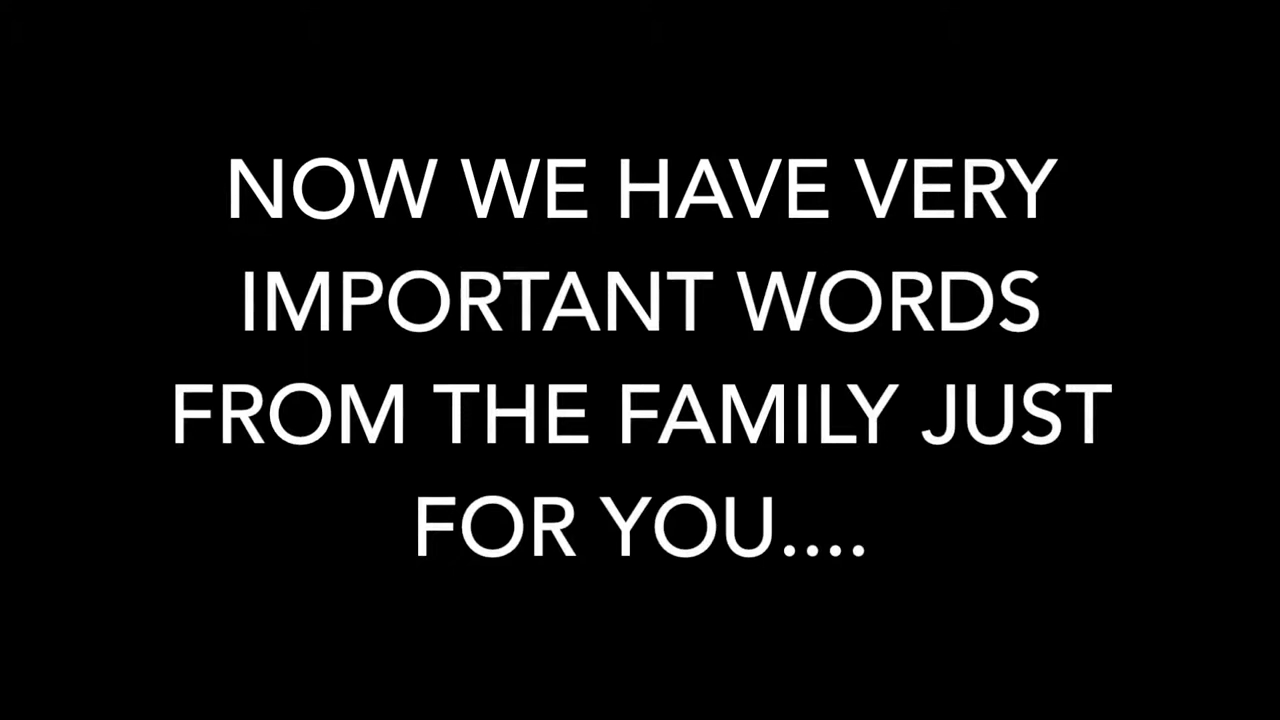 NOW WE HAVE VERY
IMPORTANT WORDS
FROM THE FAMILY JUST
FOR YOU....